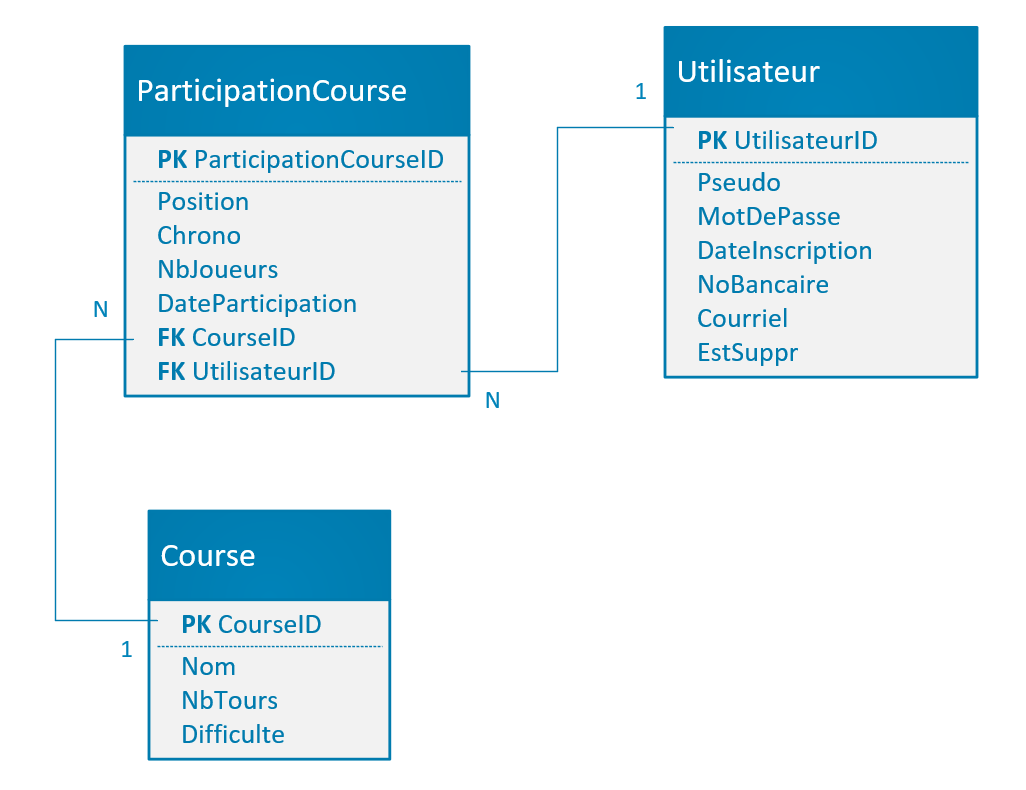 ParticipationCourse
PK ParticipationCourseID
Position
Chrono
NbJoueurs
DateParticipation
FK CourseID
FK UtilisateurID
N
N
1
Utilisateur
PK UtilisateurID
Pseudo
MotDePasse
DateInscription
NoBancaire
Courriel
EstSuppr
Course
PK CourseID
Nom
NbTours
Difficulte
1